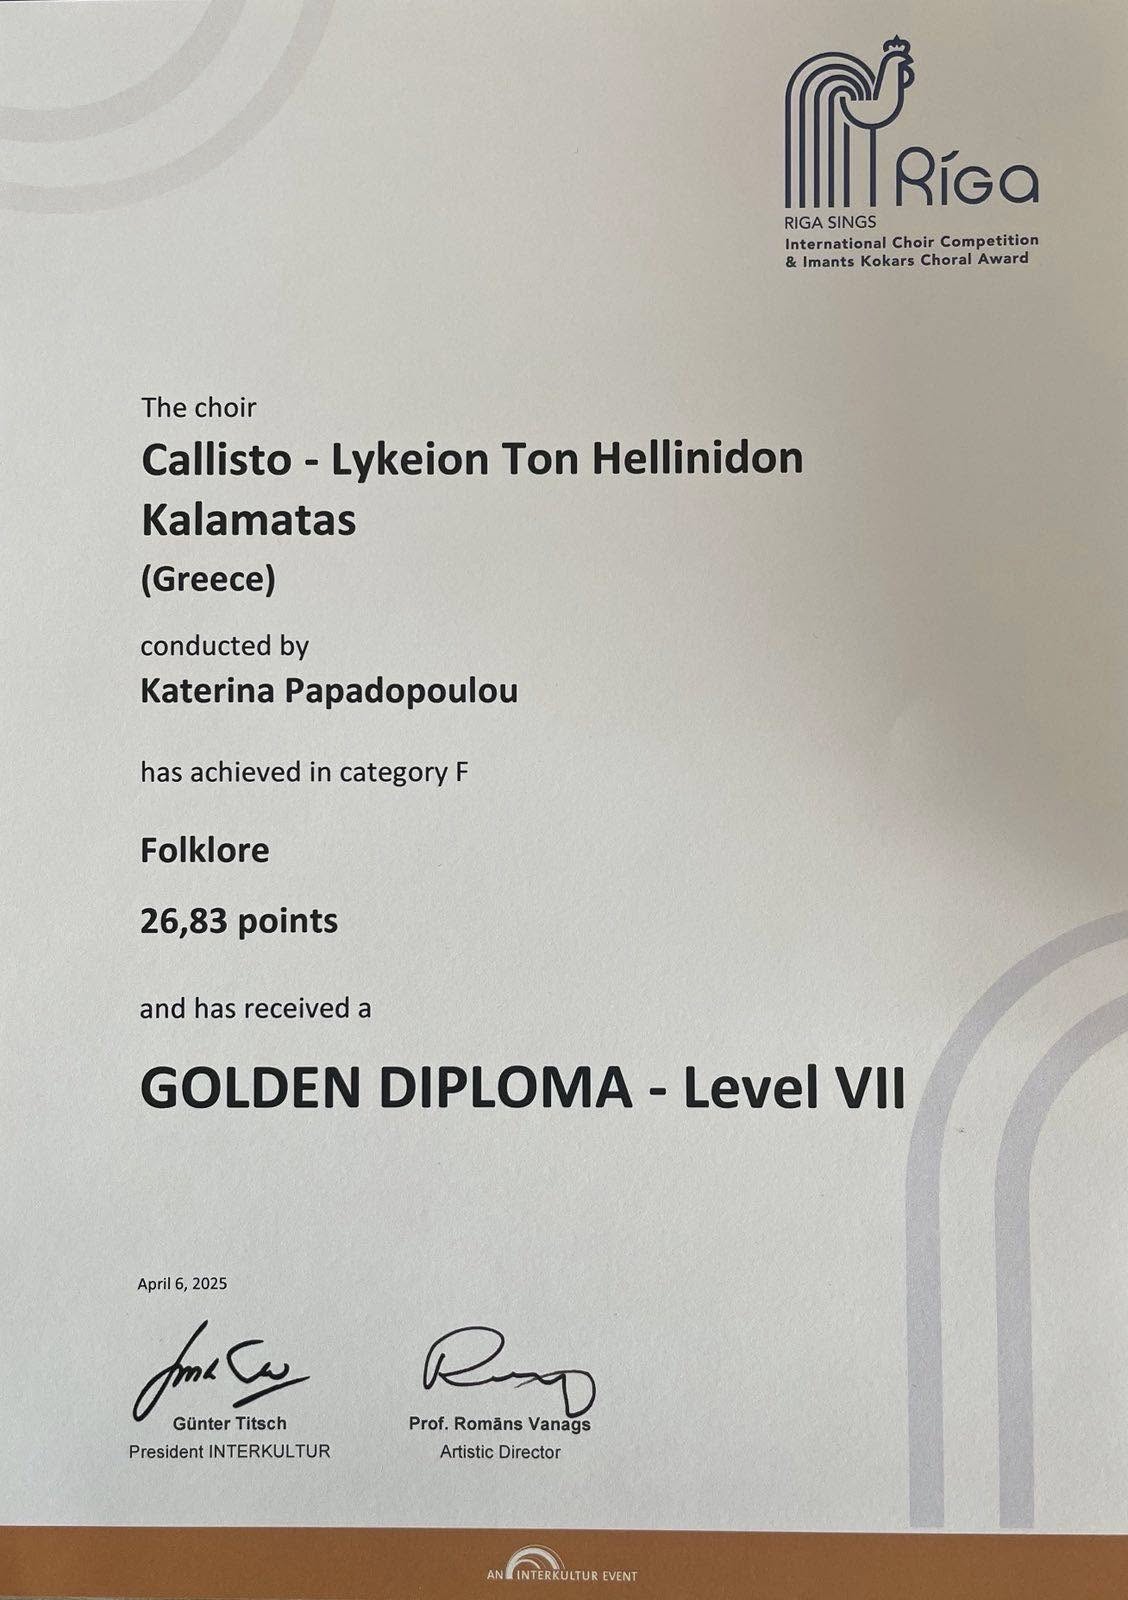 Ríga
RIGA SINGS
International Choir Competition
& Imants Kokars Choral Award
The choir
Callisto - Lykeion Ton Hellinidon
Kalamatas
(Greece)
conducted by
Katerina Papadopoulou
has achieved in category F
Folklore
26,83 points
and has received a
GOLDEN DIPLOMA - Level VII
April 6, 2025
Günter Titsch
President INTERKULTUR
Prof. Romāns Vanags
Artistic Director
AN INTERKULTUR EVENT